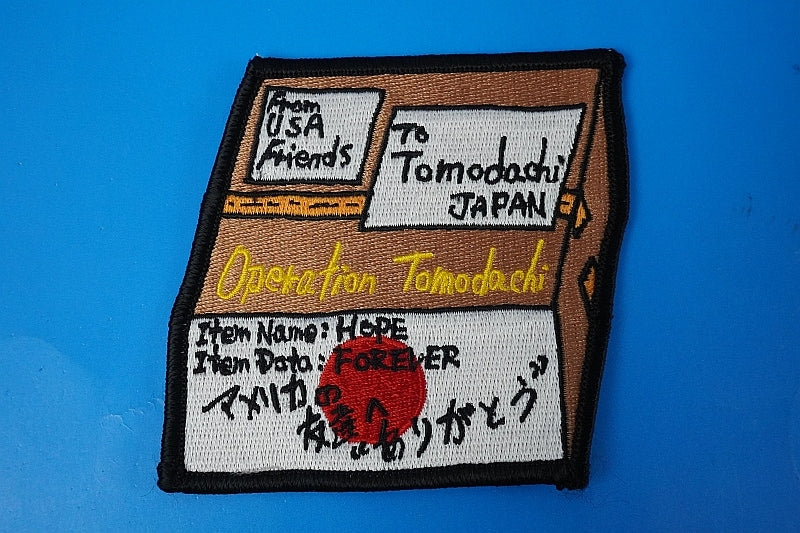 From
USA
Friends
To
Tomodachi
JAPAN
Operation Tomodachi
Item Name: HOPE
Item Data: FOREVER
アメリカの
友達へ
ありがとう